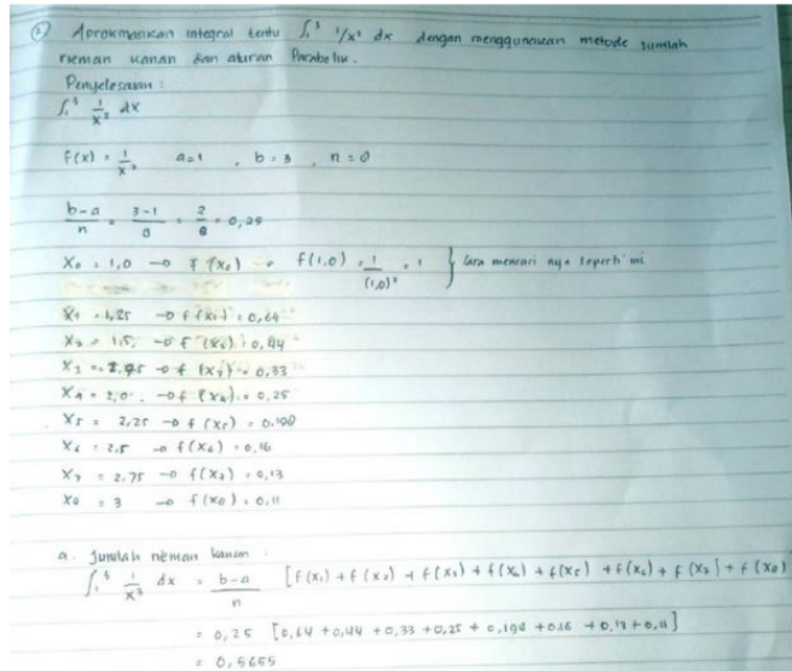 ② Aproksimasikan integral tentu ∫₁³ 1/x² dx dengan menggunakan metode jumlah
rieman kanan dan aturan Parabolik.
Penyelesaian :
∫₁³ 1/x² dx
f(x) = 1/x² a=1 , b = 3 , n = 8
b-a/n = 3-1/8 = 2/8 = 0,25
X₀ = 1,0 → f(x₀) = f(1,0) = 1/(1,0)² = 1 } Cara mencari nya seperti ini
X₁ = 1,25 → f(x₁) = 0,64
X₂ = 1,5 → f(x₂) = 0,44
X₃ = 1,75 → f(x₃) = 0,33
X₄ = 2,0 → f(x₄) = 0,25
X₅ = 2,25 → f(x₅) = 0,198
X₆ = 2,5 → f(x₆) = 0,16
X₇ = 2,75 → f(x₇) = 0,13
X₈ = 3 → f(x₈) = 0,11
a. Jumlah rieman kanan
∫₁³ 1/x² dx = b-a/n [f(x₁) + f(x₂) + f(x₃) + f(x₄) + f(x₅) + f(x₆) + f(x₇) + f(x₈)
= 0,25 [0,64 + 0,44 + 0,33 + 0,25 + 0,198 + 0,16 + 0,13 + 0,11]
= 0,5655